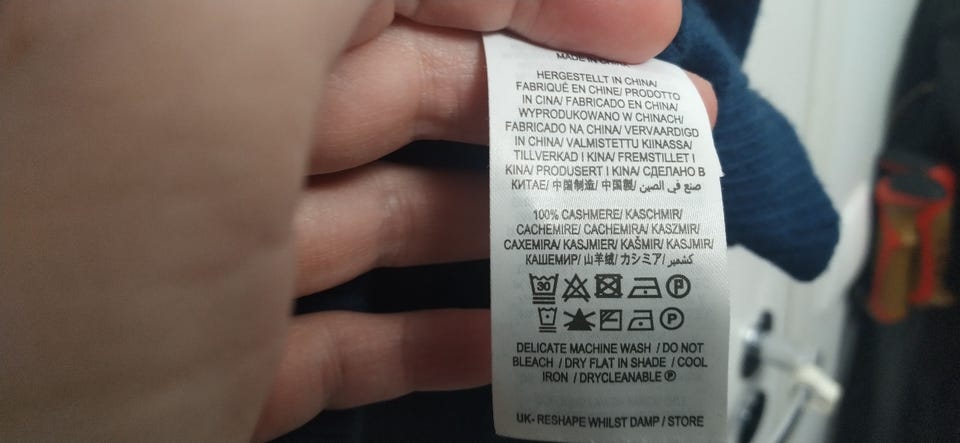 MADE IN CHINA/
HERGESTELLT IN CHINA/
FABRIQUÉ EN CHINE/ PRODOTTO
IN CINA/ FABRICADO EN CHINA/
WYPRODUKOWANO W CHINACH/
FABRICADO NA CHINA/ VERVAARDIGD
IN CHINA/ VALMISTETTU KIINASSA/
TILLVERKAD I KINA/ FREMSTILLET I
KINA/ PRODUSERT I KINA/ СДЕЛАНО В
КИТАЕ/ 中国制造/ 中国製/ صنع في الصين
100% CASHMERE/ KASCHMIR/
CACHEMIRE/ CACHEMIRA/ KASZMIR/
CAXEMIRA/ KASJMIER/ KAŠMIR/ KASJMIR/
КАШЕМИР/ 山羊绒/ カシミア/ كشمير
30 P
P
DELICATE MACHINE WASH / DO NOT
BLEACH / DRY FLAT IN SHADE / COOL
IRON / DRYCLEANABLE Ⓟ
UK- RESHAPE WHILST DAMP / STORE